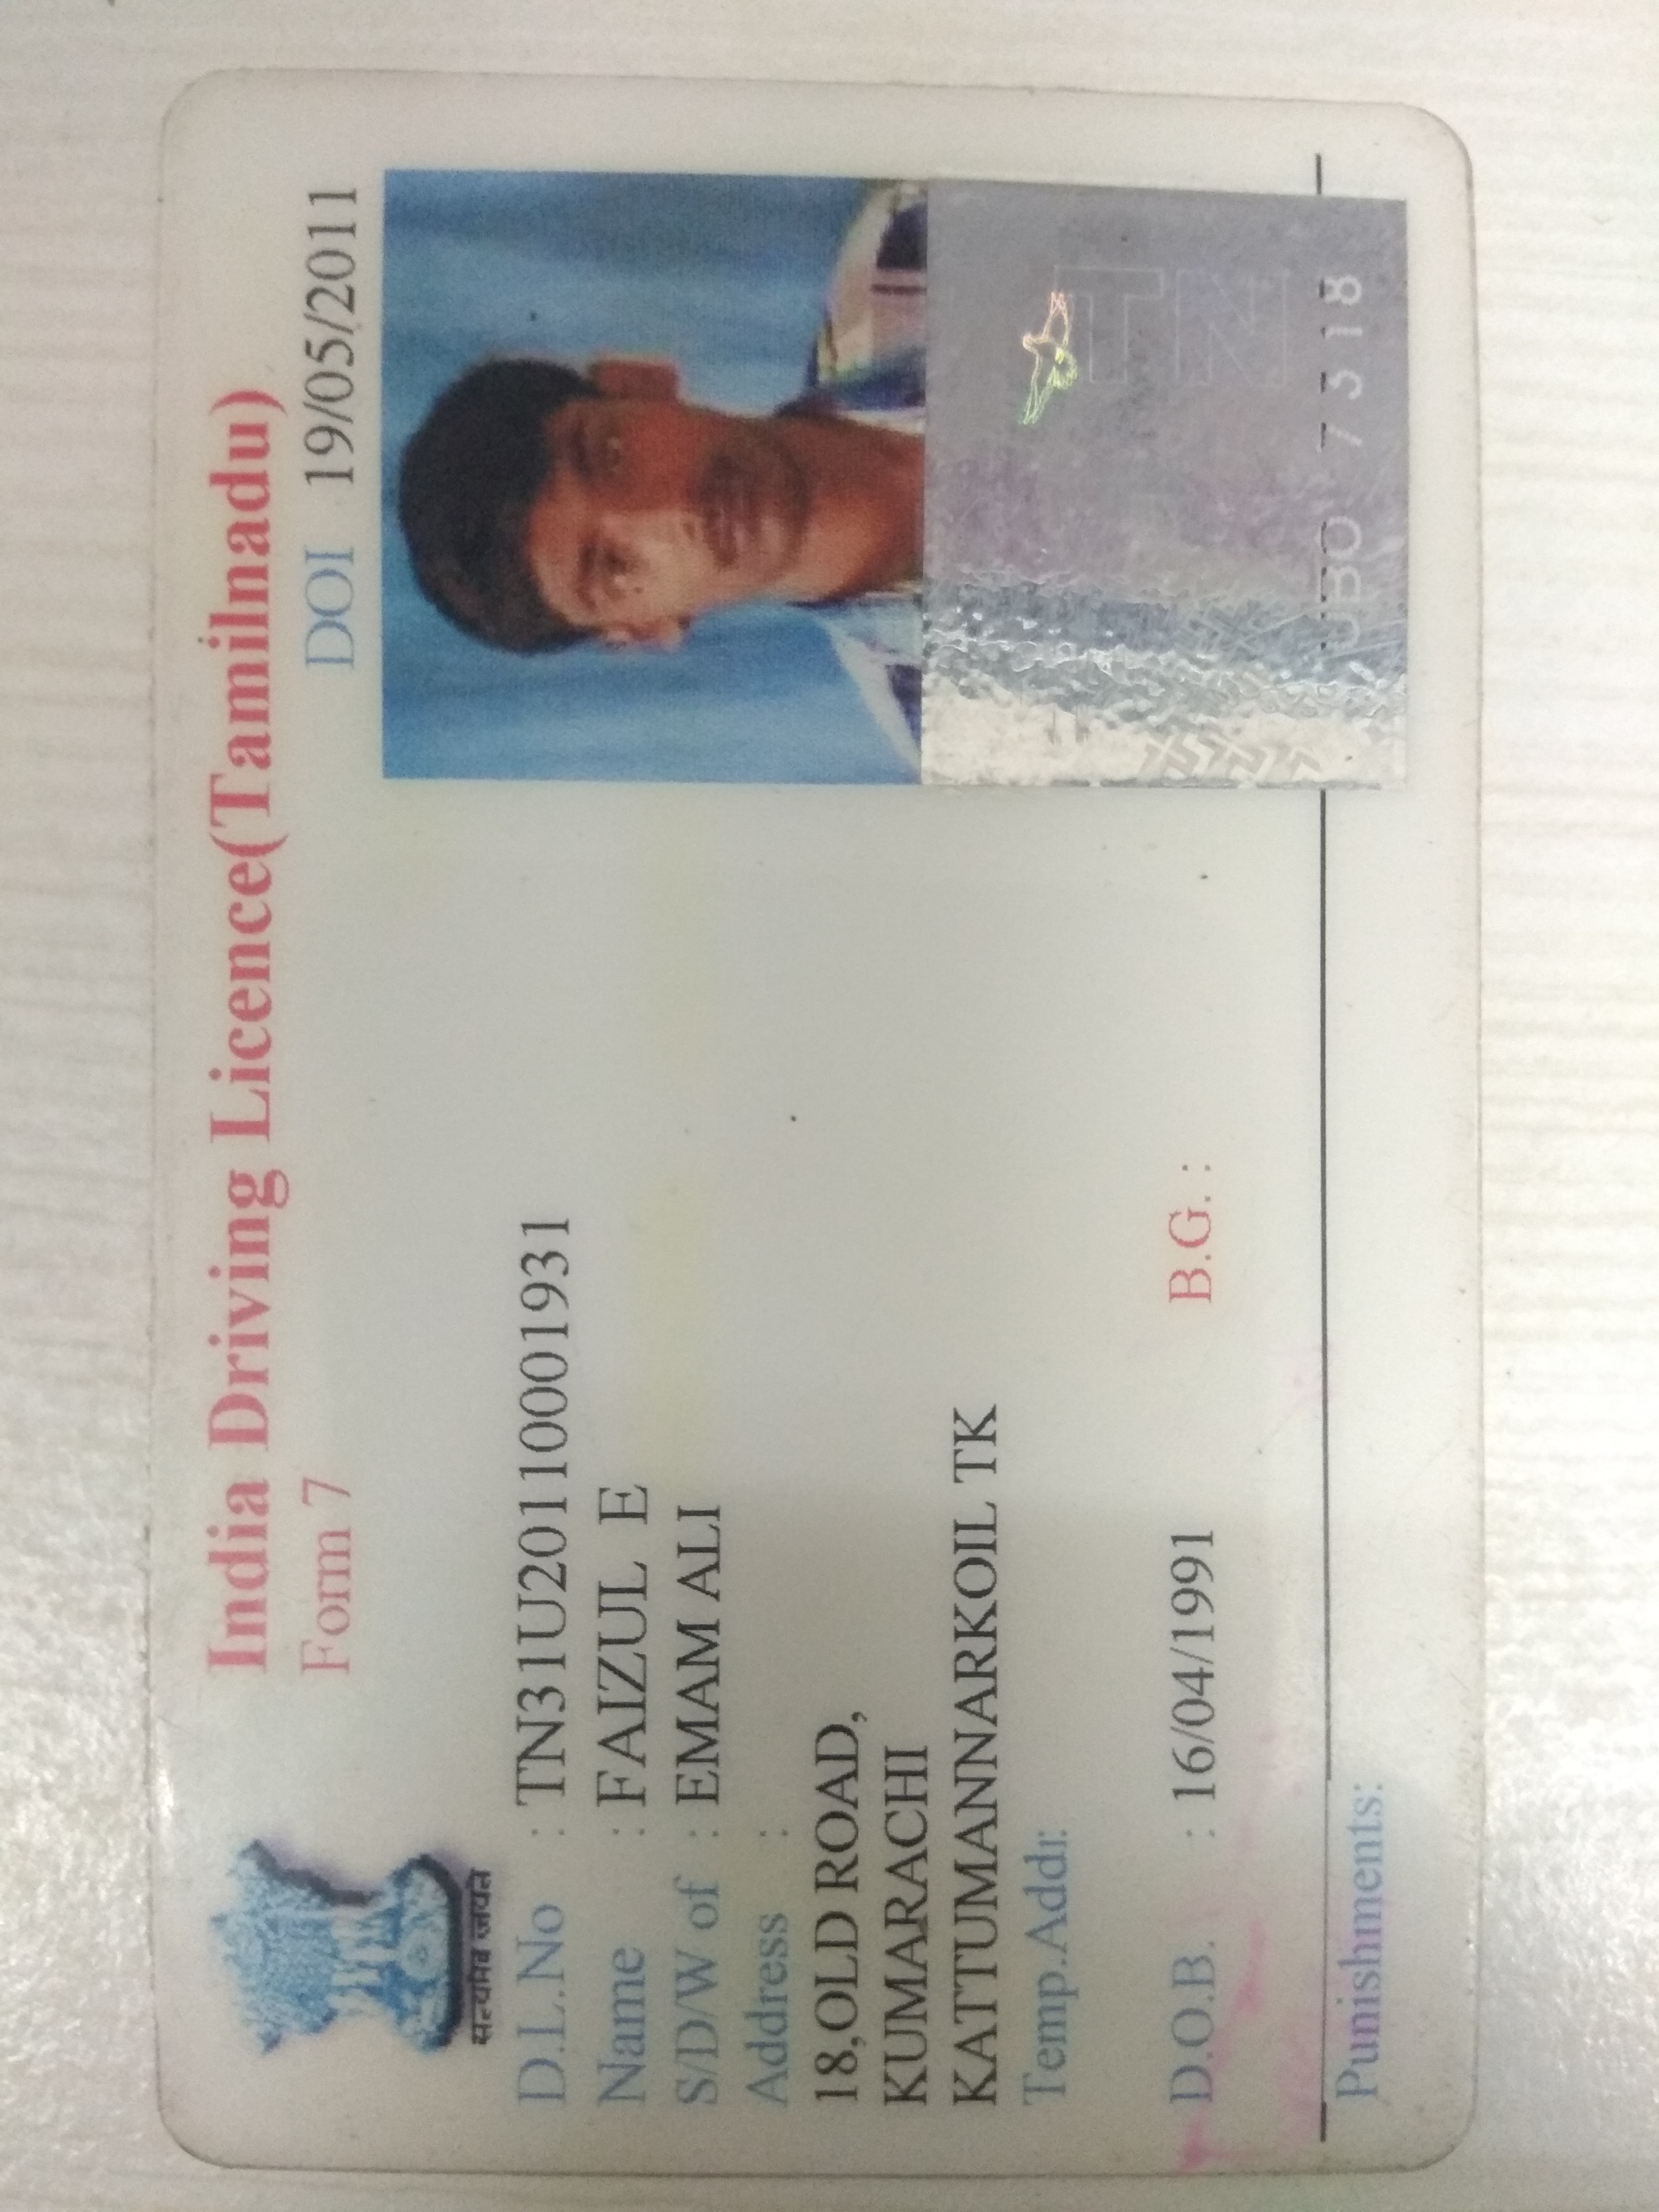 India Driving Licence(Tamilnadu)
Form 7
DOI 19/05/2011
सत्यमेव जयते
D.L.No : TN31U20110001931
Name : FAIZUL E
S/D/W of : EMAM ALI
Address :
18,OLD ROAD,
KUMARACHI
KATTUMANNARKOIL TK
Temp.Addr:
D.O.B. : 16/04/1991 B.G. :
TN
UBO 7318
Punishments: